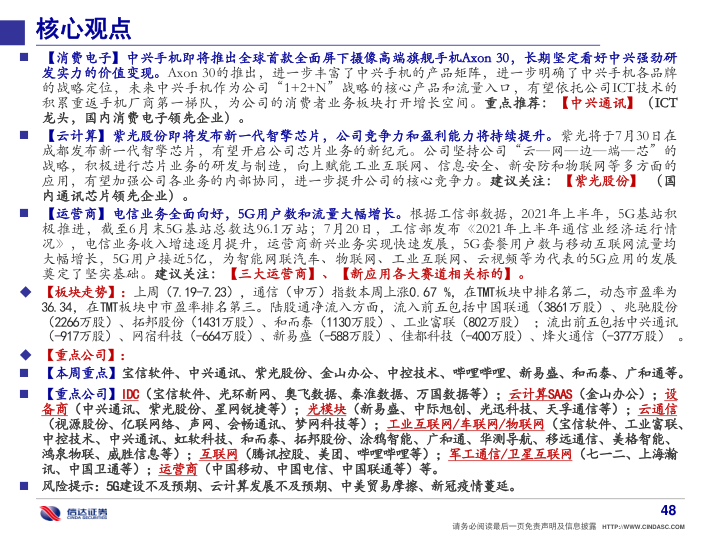 核心观点
【消费电子】中兴手机即将推出全球首款全面屏下摄像高端旗舰手机Axon 30，长期坚定看好中兴强劲研
发实力的价值变现。Axon 30的推出，进一步丰富了中兴手机的产品矩阵，进一步明确了中兴手机各品牌
的战略定位，未来中兴手机作为公司“1+2+N”战略的核心产品和流量入口，有望依托公司ICT技术的
积累重返手机厂商第一梯队，为公司的消费者业务板块打开增长空间。重点推荐：【中兴通讯】（ICT
龙头，国内消费电子领先企业）。
【云计算】紫光股份即将发布新一代智擎芯片，公司竞争力和盈利能力将持续提升。紫光将于7月30日在
成都发布新一代智擎芯片，有望开启公司芯片业务的新纪元。公司坚持公司“云—网—边—端—芯”的
战略，积极进行芯片业务的研发与制造，向上赋能工业互联网、信息安全、新安防和物联网等多方面的
应用，有望加强公司各业务的内部协同，进一步提升公司的核心竞争力。建议关注：【紫光股份】（国
内通讯芯片领先企业）。
【运营商】电信业务全面向好，5G用户数和流量大幅增长。根据工信部数据，2021年上半年，5G基站积
极推进，截至6月末5G基站总数达96.1万站；7月20日，工信部发布《2021年上半年通信业经济运行情
况》，电信业务收入增速逐月提升，运营商新兴业务实现快速发展，5G套餐用户数与移动互联网流量均
大幅增长，5G用户接近5亿，为智能网联汽车、物联网、工业互联网、云视频等为代表的5G应用的发展
奠定了坚实基础。建议关注：【三大运营商】、【新应用各大赛道相关标的】。
【板块走势】：上周（7.19-7.23），通信（申万）指数本周上涨0.67 %，在TMT板块中排名第二，动态市盈率为
36.34，在TMT板块中市盈率排名第三。陆股通净流入方面，流入前五包括中国联通（3861万股）、兆驰股份
（2266万股）、拓邦股份（1431万股）、和而泰（1130万股）、工业富联（802万股） ；流出前五包括中兴通讯
（-917万股）、网宿科技（-664万股）、新易盛（-588万股）、佳都科技（-400万股）、烽火通信（-377万股） 。
【重点公司】：
【本周重点】宝信软件、中兴通讯、紫光股份、金山办公、中控技术、哔哩哔哩、新易盛、和而泰、广和通等。
【重点公司】IDC（宝信软件、光环新网、奥飞数据、秦淮数据、万国数据等）；云计算SAAS（金山办公）；设
备商（中兴通讯、紫光股份、星网锐捷等）；光模块（新易盛、中际旭创、光迅科技、天孚通信等）；云通信
（视源股份、亿联网络、声网、会畅通讯、梦网科技等）；工业互联网/车联网/物联网（宝信软件、工业富联、
中控技术、中兴通讯、虹软科技、和而泰、拓邦股份、涂鸦智能、广和通、华测导航、移远通信、美格智能、
鸿泉物联、威胜信息等）；互联网（腾讯控股、美团、哔哩哔哩等）；军工通信/卫星互联网（七一二、上海瀚
讯、中国卫通等）；运营商（中国移动、中国电信、中国联通等）等。
风险提示：5G建设不及预期、云计算发展不及预期、中美贸易摩擦、新冠疫情蔓延。
信达证券
CINDA SECURITIES
48
请务必阅读最后一页免责声明及信息披露 HTTP://WWW.CINDASC.COM